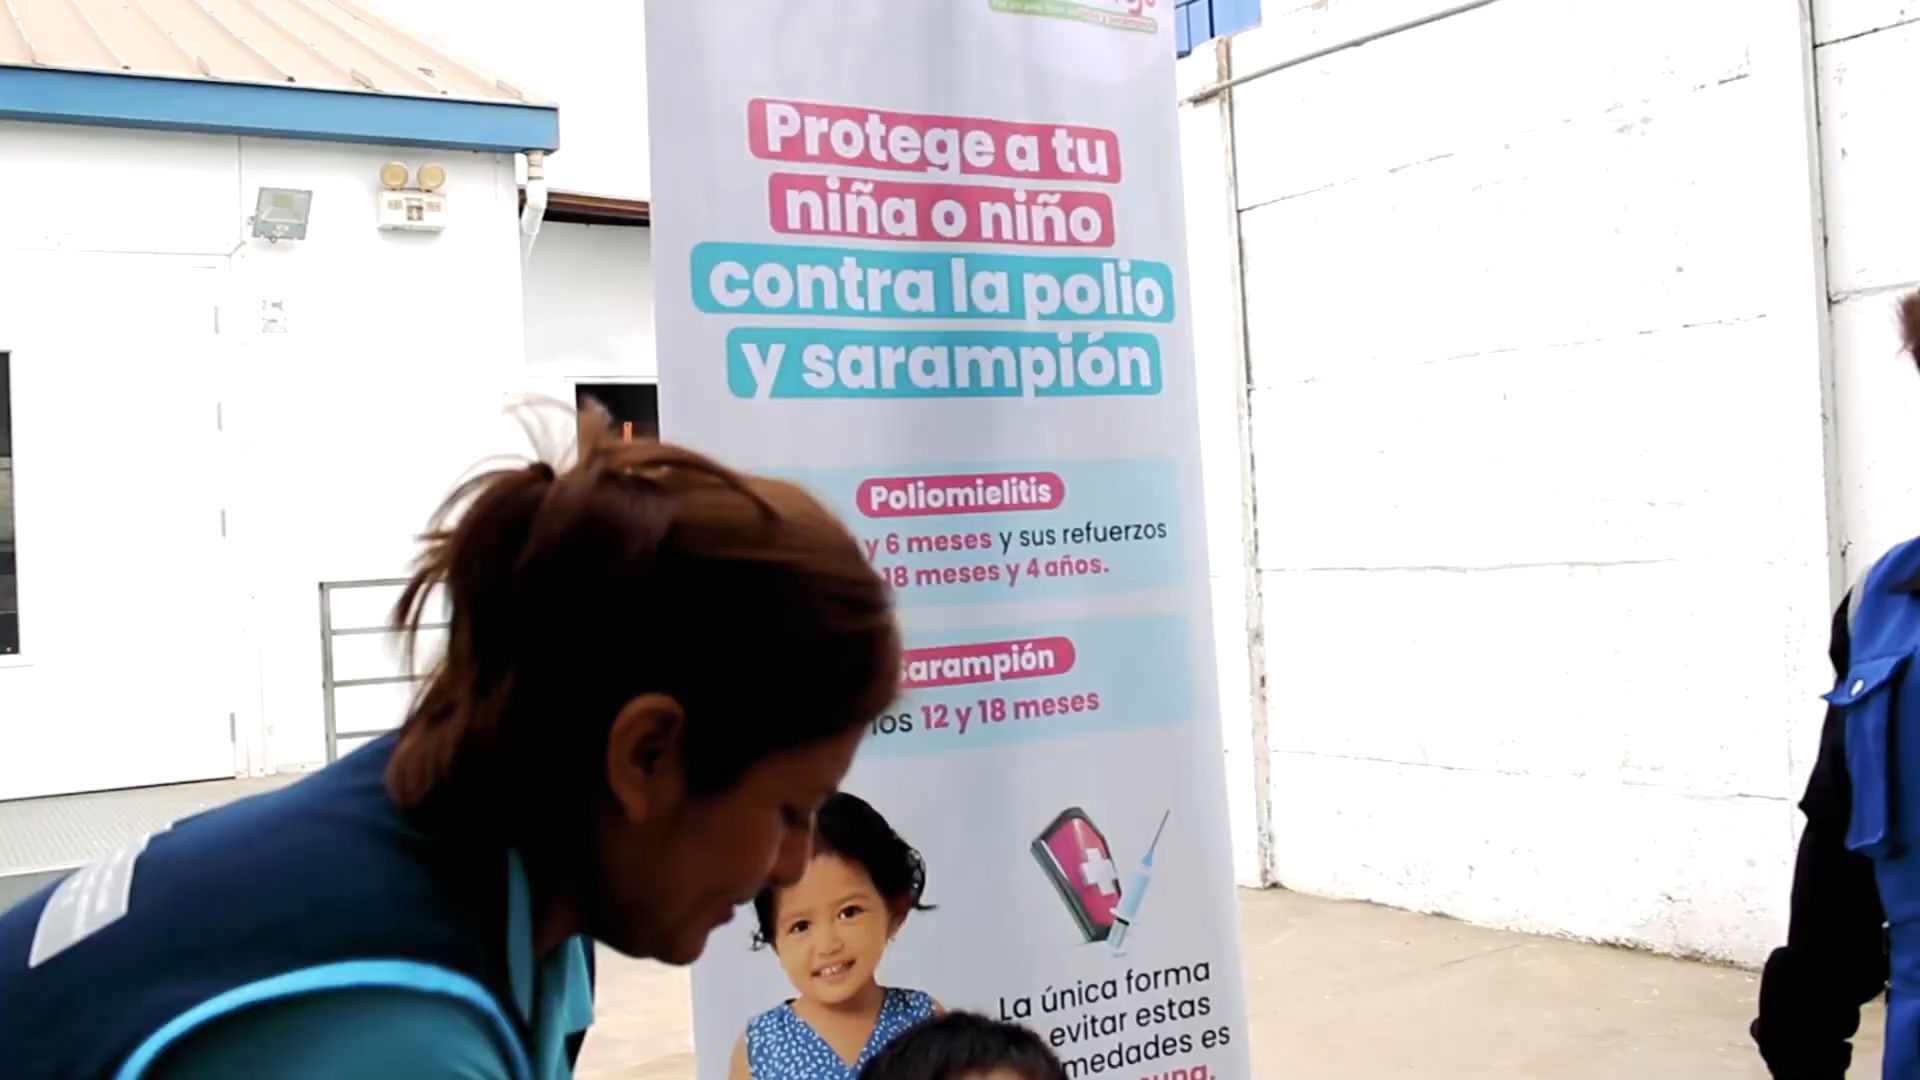 Protege a tu
niña o niño
contra la polio
y sarampión
Poliomielitis
y 6 meses y sus refuerzos
18 meses y 4 años.
sarampión
los 12 y 18 meses
La única forma
evitar estas
medades es